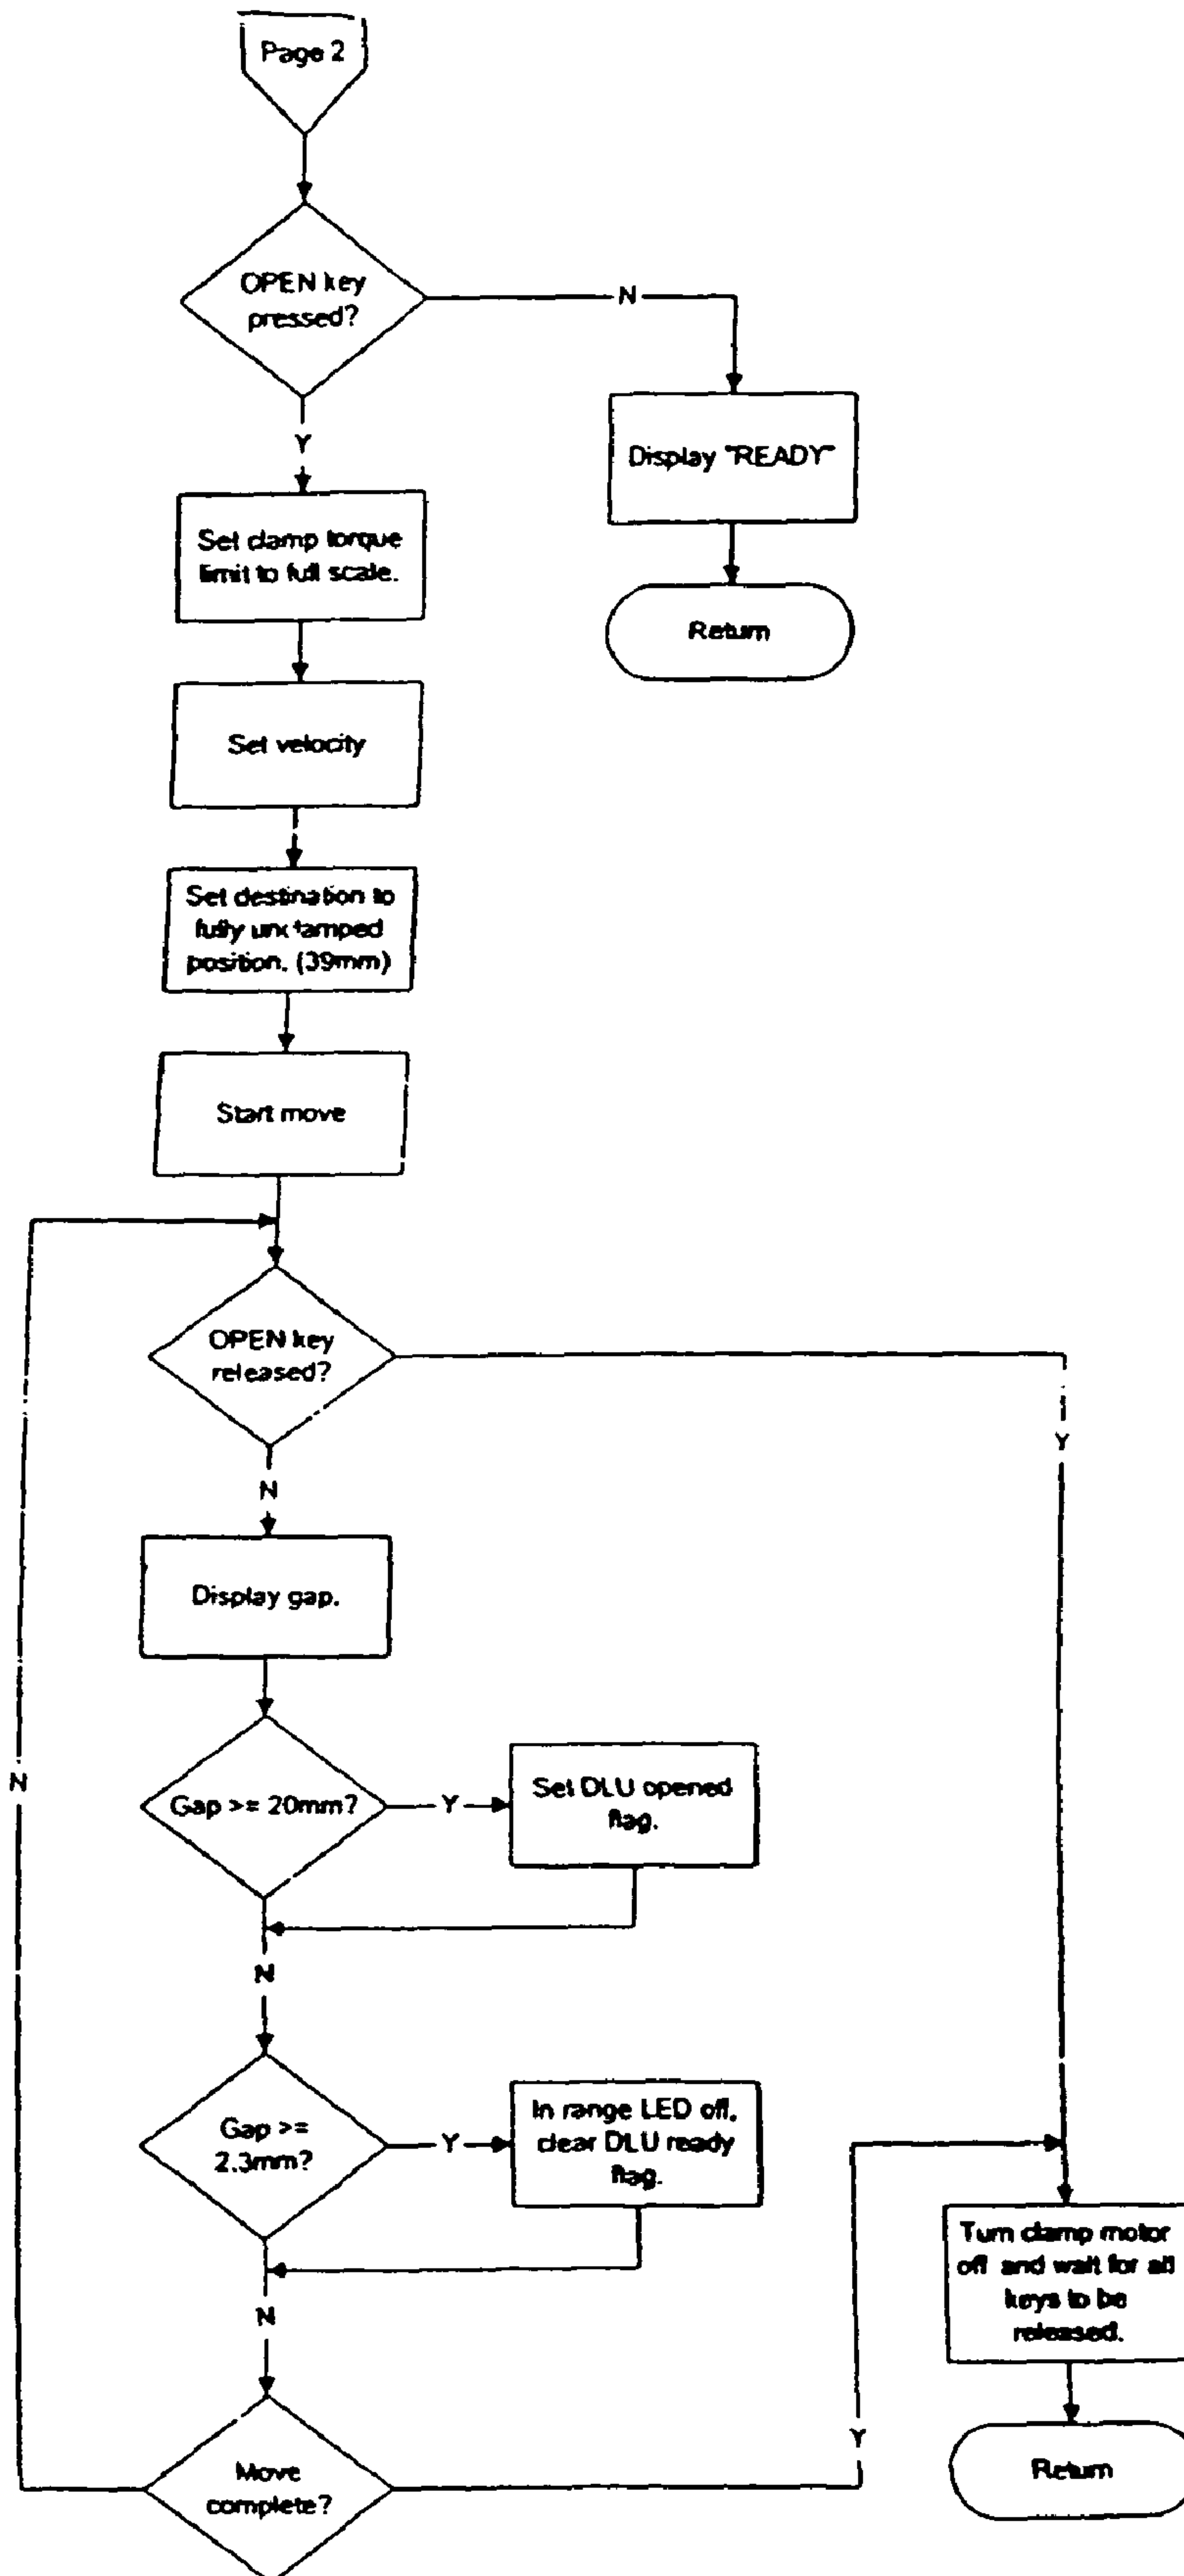 Page 2
OPEN key
pressed?
N
Y
Display "READY"
Set clamp torque
limit to full scale.
Return
Set velocity
Set destination to
fully unclamped
position. (39mm)
Start move
OPEN key
released?
Y
N
Display gap.
N
Gap >= 20mm?
Y
Set DLU opened
flag.
N
Gap >=
2.3mm?
Y
In range LED off,
clear DLU ready
flag.
N
Turn clamp motor
off and wait for all
keys to be
released.
Y
Move
complete?
Return